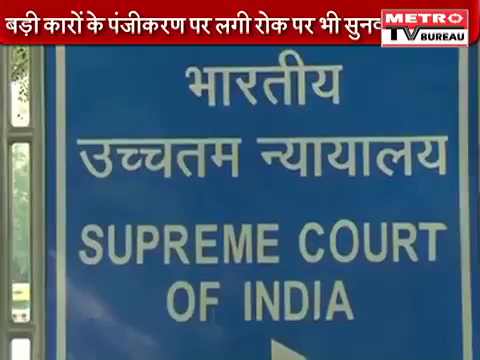 बड़ी कारों के पंजीकरण पर लगी रोक पर भी
METRO
TV BUREAU
भारतीय
उच्चतम न्यायालय
SUPREME COURT
OF INDIA